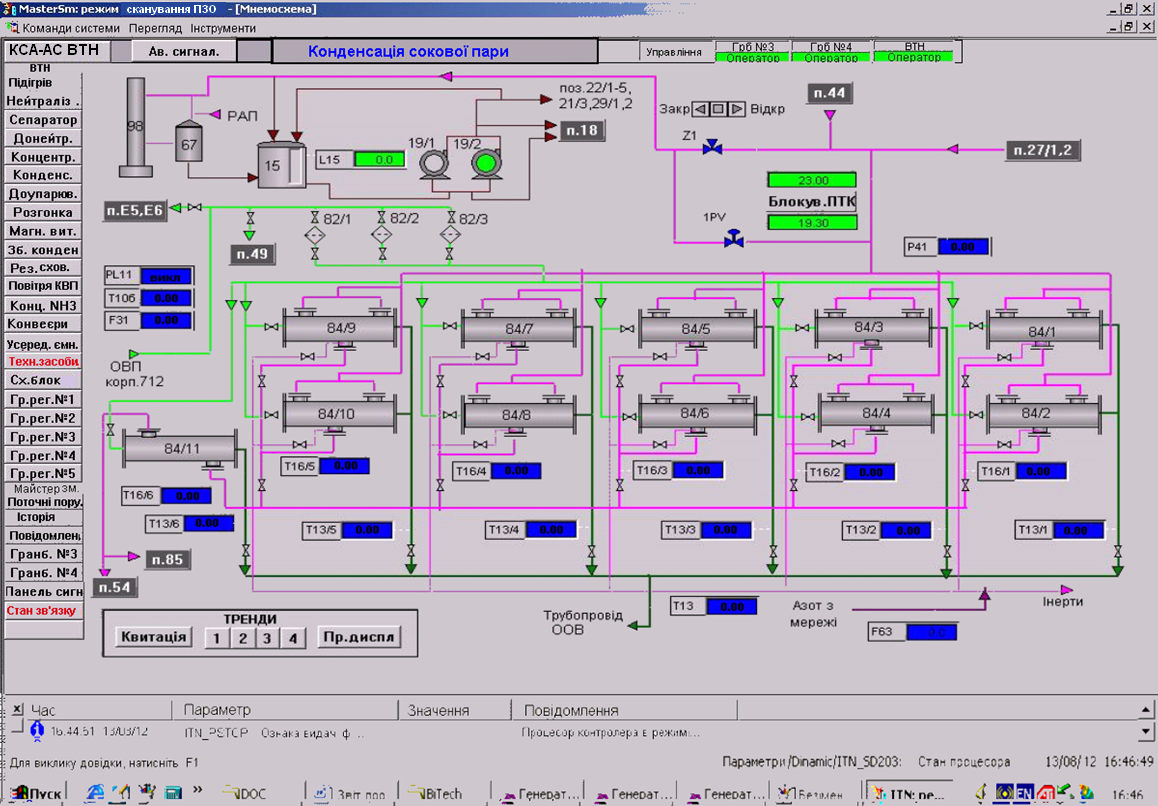 MasterSm: режим сканування ПЗО - [Мнемосхема]
Команди системи Перегляд Інструменти
КСА-АС ВТН Ав. сигнал. Конденсація сокової пари Управління Грб №3 Грб №4 ВТН
Оператор Оператор Оператор
ВТН
Підігрів
Нейтраліз.
Сепаратор
Донейтр.
Концентр.
Конденс.
Доупарюв.
Розгонка
Магн. вит.
Зб. конден
Рез.схов.
Повітря КВП
Конц. NH3
Конвеєри
Усеред. ємн.
Техн.засоби
Сх.блок
Гр.рег.№1
Гр.рег.№2
Гр.рег.№3
Гр.рег.№4
Гр.рег.№5
Майстер зм.
Поточні пору.
Історія
Повідомлен
Гранб. №3
Гранб. №4
Панель сигн
Стан зв'язку
98
67
РАП
15
L15 0.0
19/1 19/2
поз.22/1-5,
21/3,29/1,2
п.18
Закр Відкр
п.44
Z1
п.27/1,2
23.00
Блокув.ПТК
19.30
1PV
P41 0.00
п.Е5,Е6
82/1 82/2 82/3
п.49
PL11 викл
T106 0.00
F31 0.00
ОВП
корп.712
84/9 84/7 84/5 84/3 84/1
84/10 84/8 84/6 84/4 84/2
84/11
T16/5 0.00 T16/4 0.00 T16/3 0.00 T16/2 0.00 T16/1 0.00
T16/6 0.00
T13/6 0.00 T13/5 0.00 T13/4 0.00 T13/3 0.00 T13/2 0.00 T13/1 0.00
п.85
п.54
Трубопровід
ООВ
T13 0.00
Азот з
мережі
F63 0.0
Інерти
ТРЕНДИ
Квитація 1 2 3 4 Пр.диспл
Час Параметр Значення Повідомлення
16:44:51 13/08/12 ITN_PSTCP Ознака видач ф ... Процесор контролера в режимі...
Для виклику довідки, натисніть F1 Параметри/Dinamic/ITN_SD203: Стан процесора 13/08/12 16:46:49
Пуск DOC Звіт про BiTech Генерат... Генерат... Генерат... Безімен ITN: ре... EN 16:46